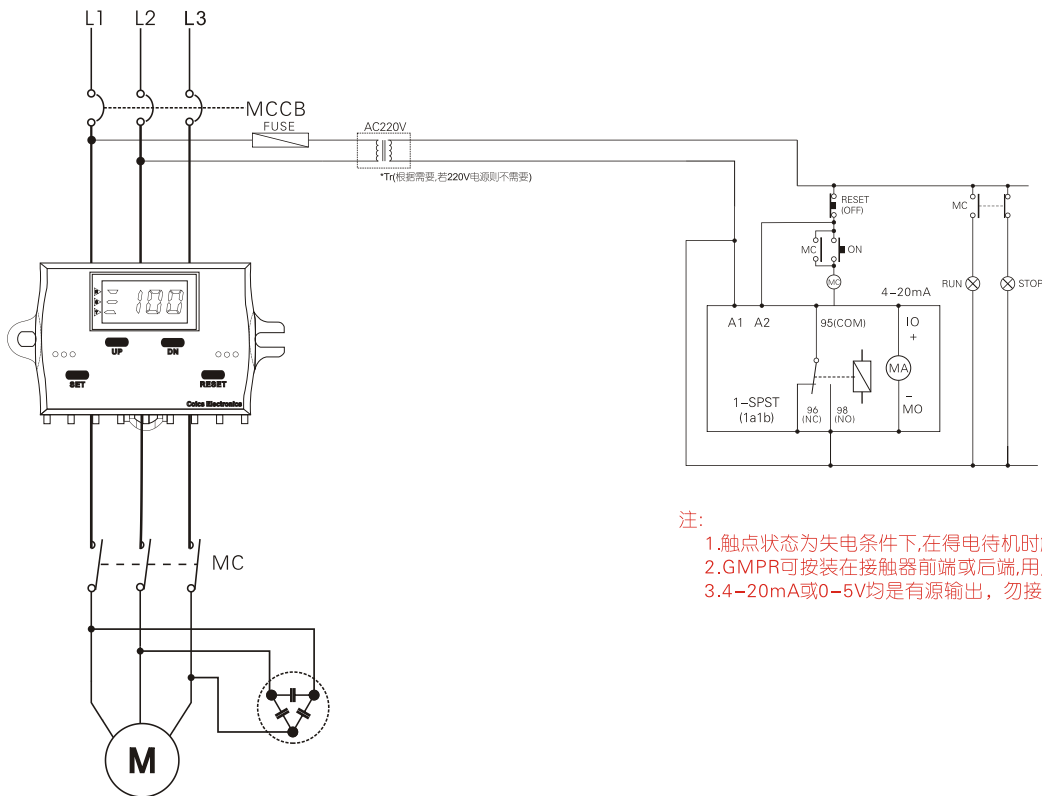 L1 L2 L3
MCCB
FUSE
AC220V
*Tr(根据需要,若220V电源则不需要)
RESET
(OFF)
MC
MC
ON
MC
RUN
STOP
4-20mA
A1 A2
95(COM)
IO
+
MA
-
MO
1-SPST
(1a1b)
96
(NC)
98
(NO)
100
UP
DN
SET
RESET
Coice Electronics
MC
M
注:
1.触点状态为失电条件下,在得电待机时
2.GMPR可按装在接触器前端或后端,用
3.4-20mA或0-5V均是有源输出，勿接